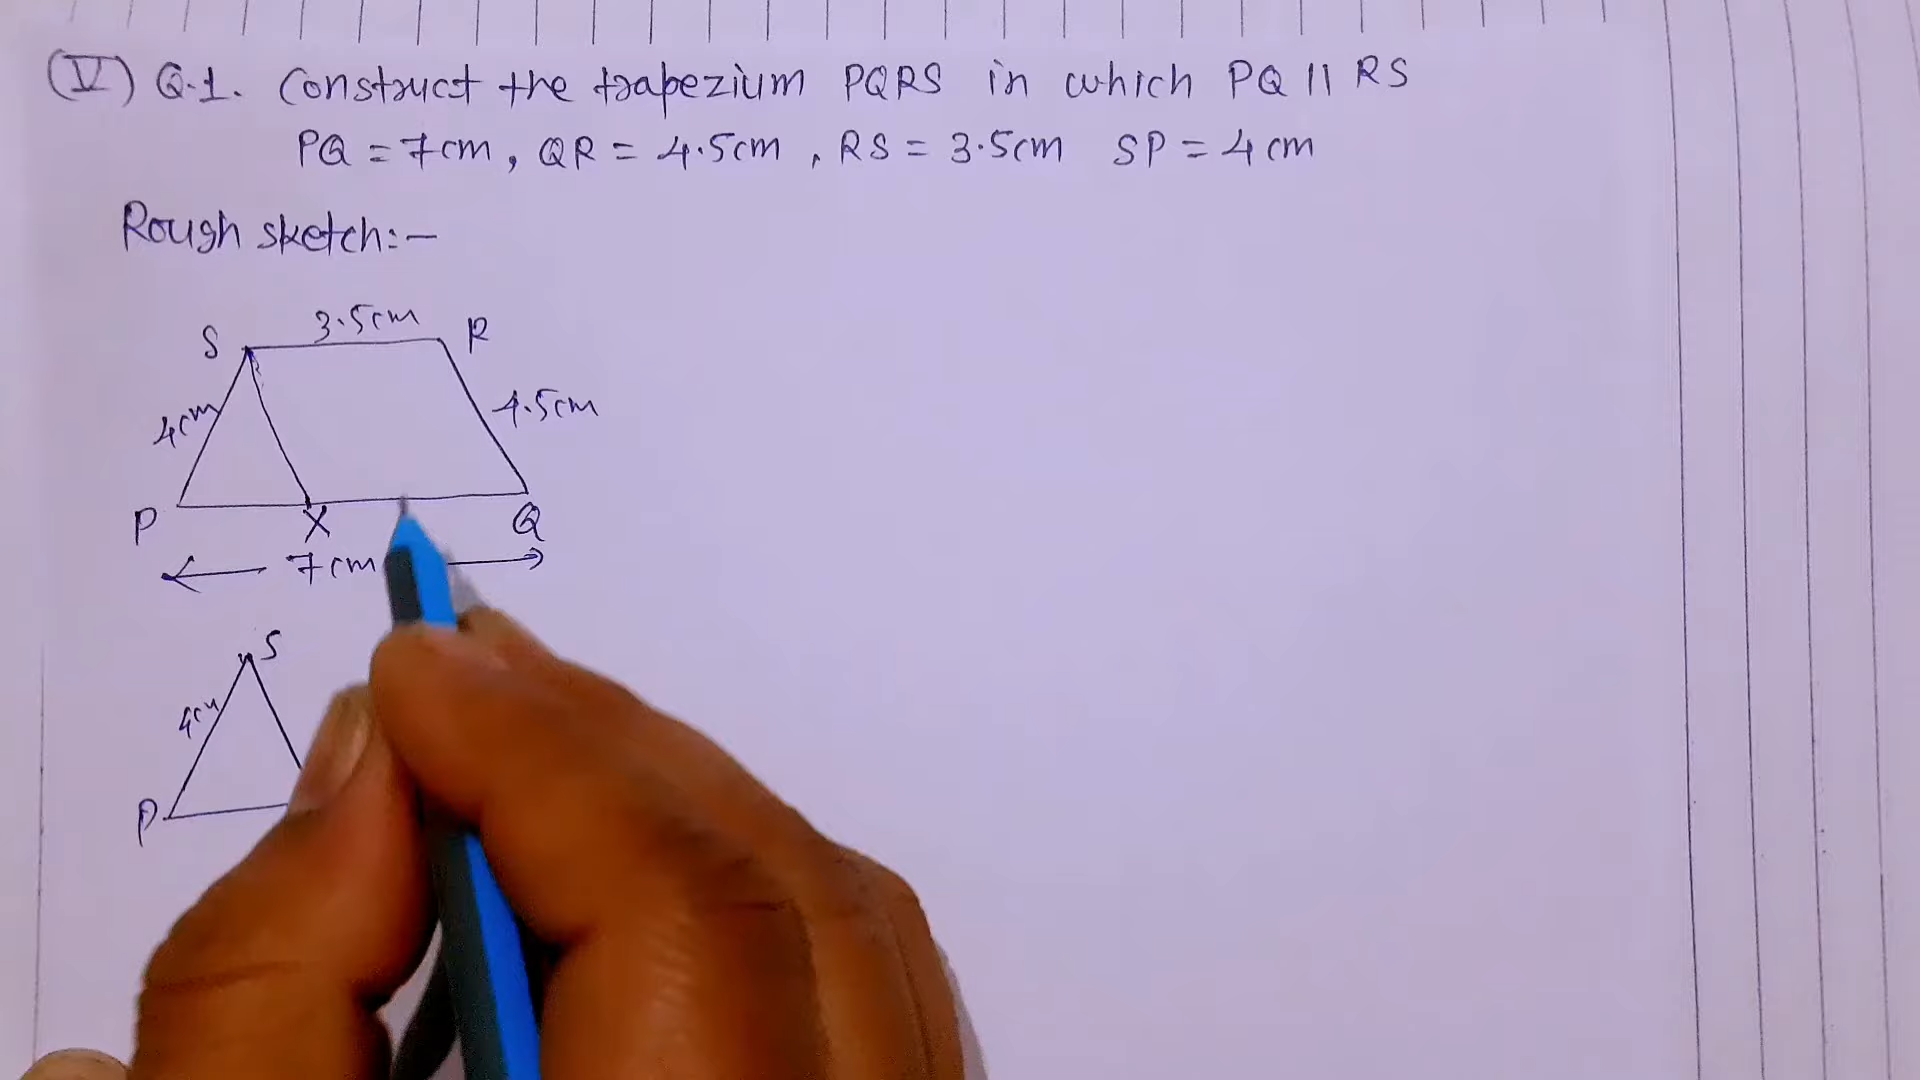 (V) Q.1. Construct the trapezium PQRS in which PQ || RS
PQ = 7cm, QR = 4.5cm, RS = 3.5cm SP = 4cm
Rough sketch:-
3.5cm
S R
4cm 4.5cm
P X Q
7cm
S
4cm
P